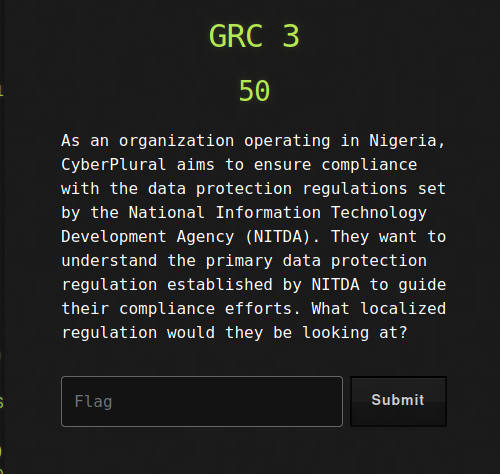 GRC 3
50
As an organization operating in Nigeria,
CyberPlural aims to ensure compliance
with the data protection regulations set
by the National Information Technology
Development Agency (NITDA). They want to
understand the primary data protection
regulation established by NITDA to guide
their compliance efforts. What localized
regulation would they be looking at?
Flag
Submit